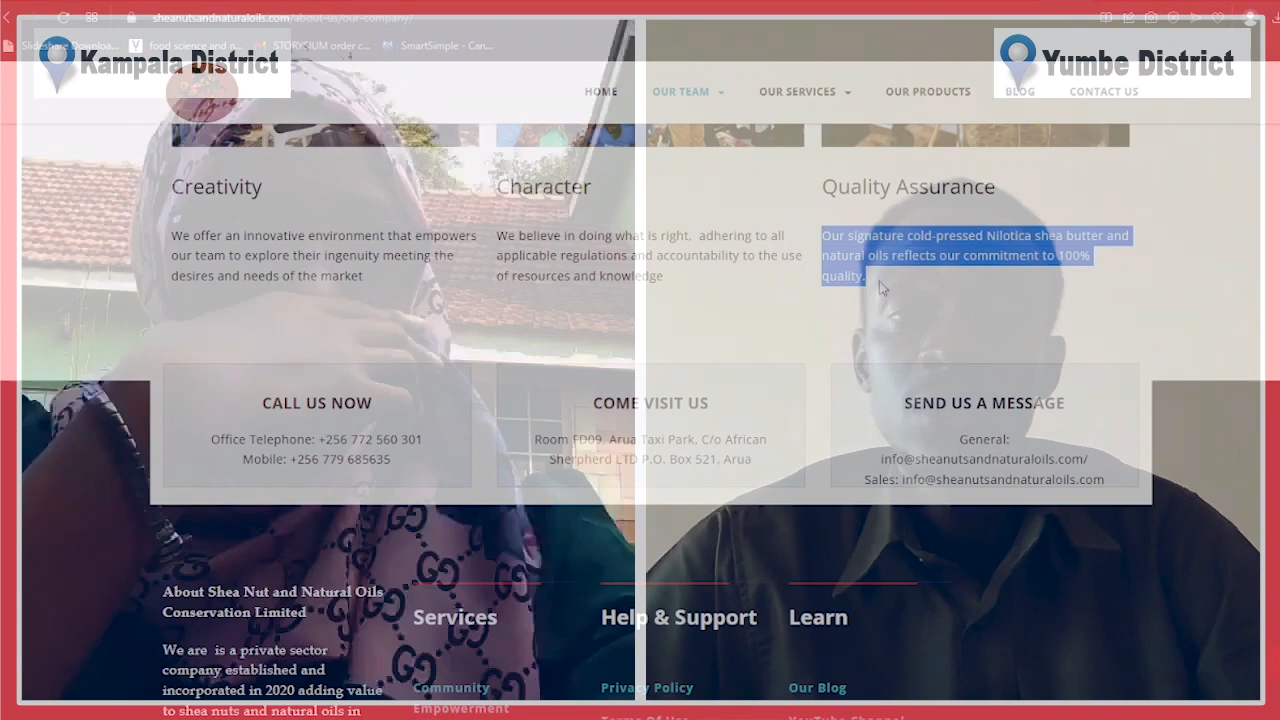 sheanutsandnaturaloils.com/about-us/our-company/
Slideshare Downloa... food science and n... STORYSIUM order c... SmartSimple - Can...
Kampala District
Yumbe District
HOME OUR TEAM OUR SERVICES OUR PRODUCTS BLOG CONTACT US
Creativity
We offer an innovative environment that empowers
our team to explore their ingenuity meeting the
desires and needs of the market
Character
We believe in doing what is right, adhering to all
applicable regulations and accountability to the use
of resources and knowledge
Quality Assurance
Our signature cold-pressed Nilotica shea butter and
natural oils reflects our commitment to 100%
quality.
CALL US NOW
Office Telephone: +256 772 560 301
Mobile: +256 779 685635
COME VISIT US
Room FD09, Arua Taxi Park, C/o African
Sherpherd LTD P.O. Box 521, Arua
SEND US A MESSAGE
General:
info@sheanutsandnaturaloils.com/
Sales: info@sheanutsandnaturaloils.com
About Shea Nut and Natural Oils
Conservation Limited
We are is a private sector
company established and
incorporated in 2020 adding value
to shea nuts and natural oils in
Services
Community
Empowerment
Help & Support
Privacy Policy
Terms Of Use
Learn
Our Blog
YouTube Channel